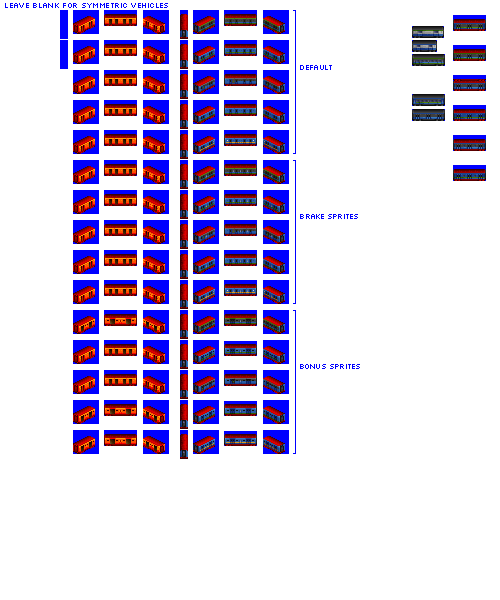 LEAVE BLANK FOR SYMMETRIC VEHICLES
DEFAULT
BRAKE SPRITES
BONUS SPRITES